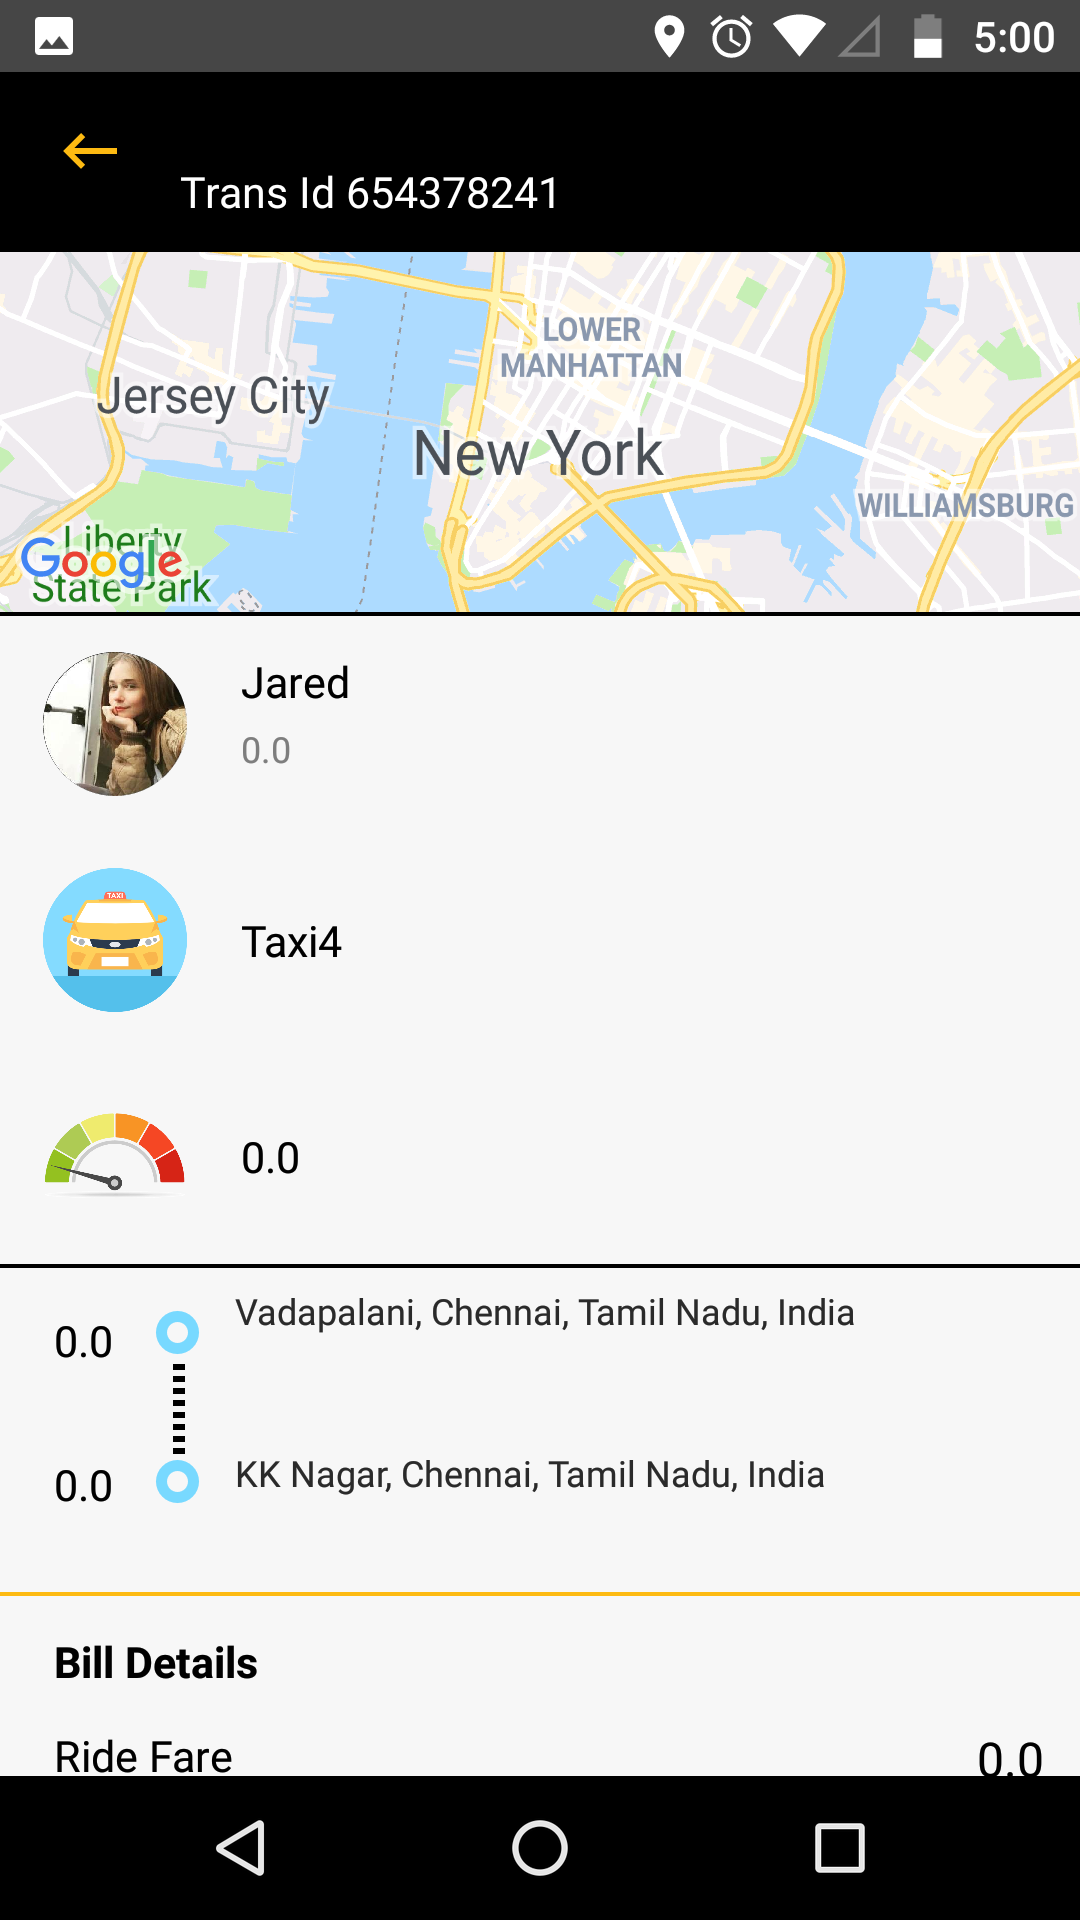 5:00
Trans Id 654378241
LOWER
MANHATTAN
Jersey City
New York
WILLIAMSBURG
Liberty
Google
State Park
Jared
0.0
TAXI
Taxi4
0.0
Vadapalani, Chennai, Tamil Nadu, India
0.0
KK Nagar, Chennai, Tamil Nadu, India
0.0
Bill Details
Ride Fare 0.0